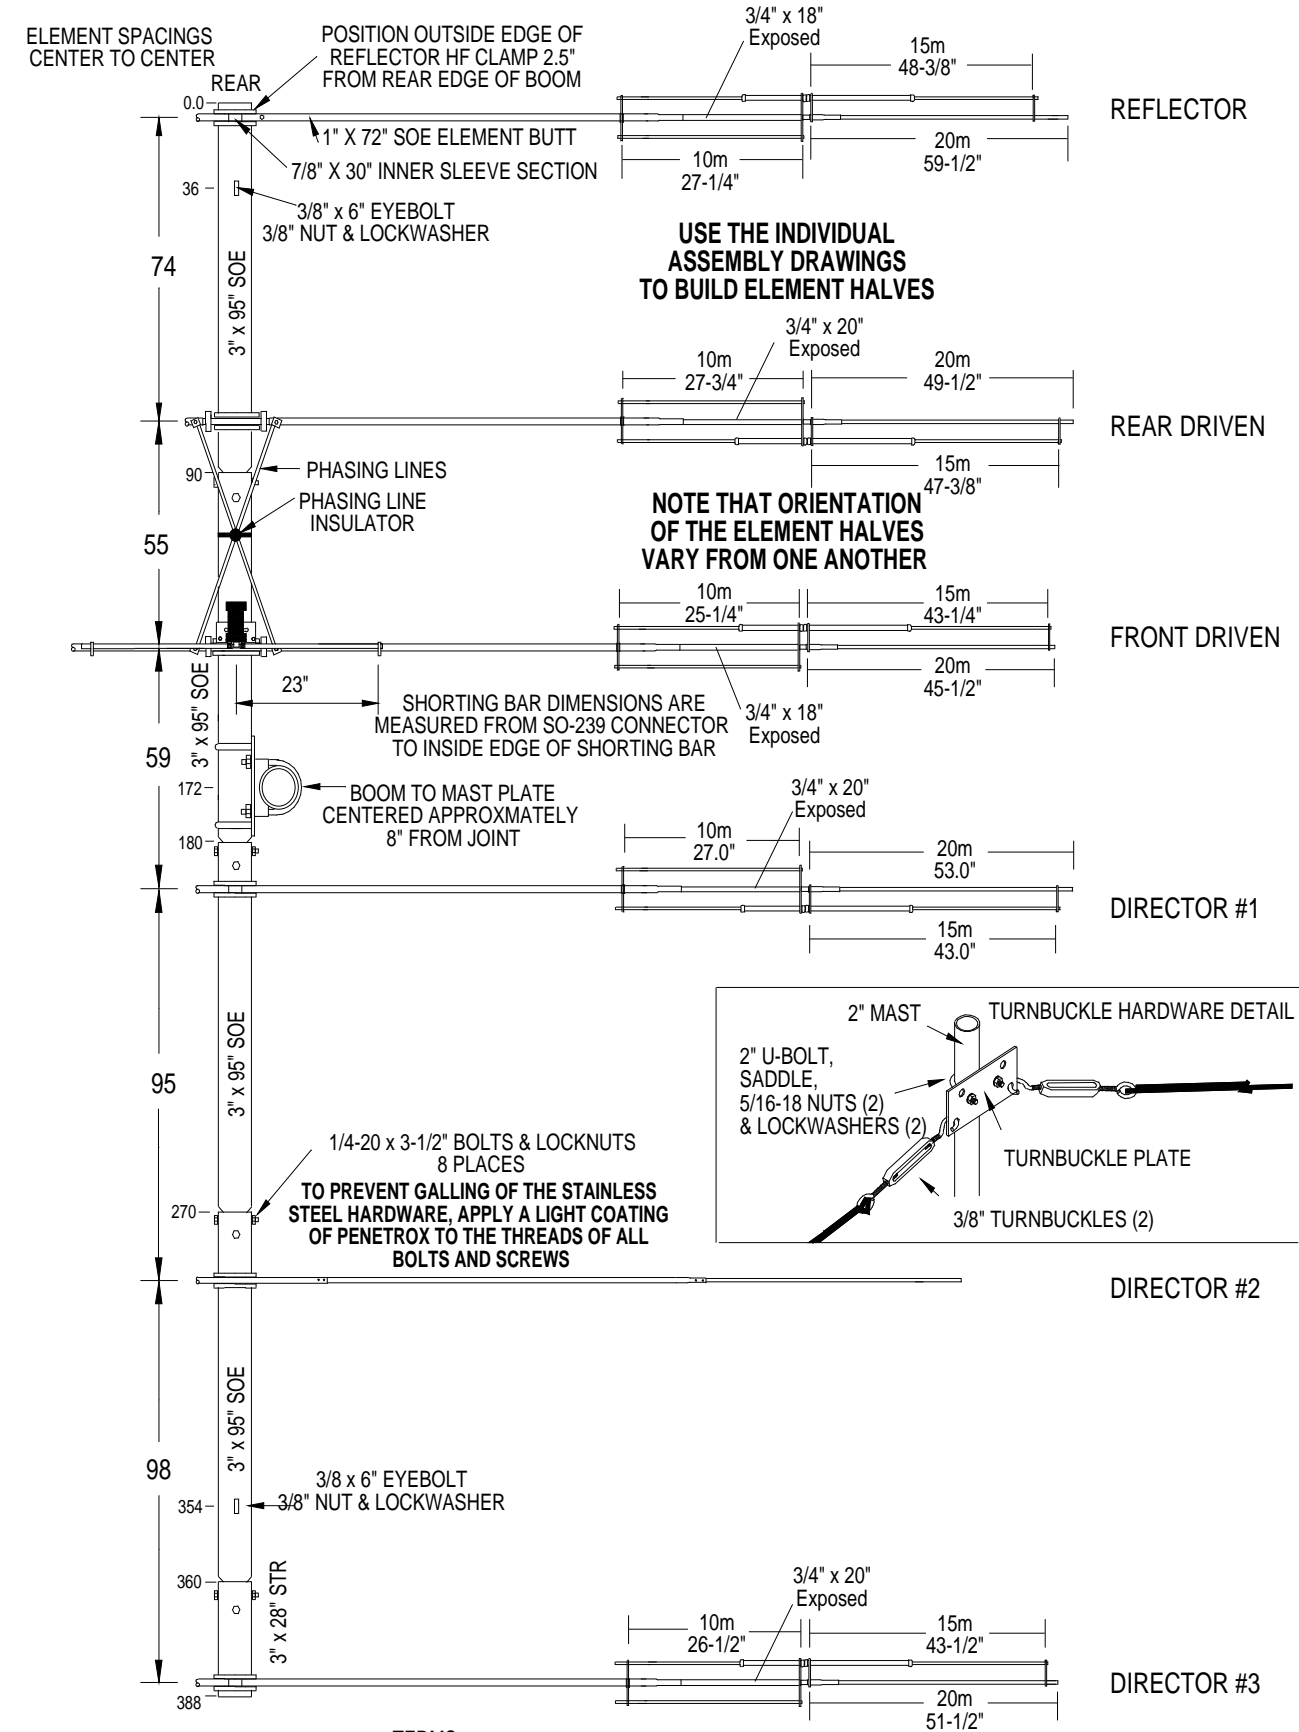 ELEMENT SPACINGS
CENTER TO CENTER
POSITION OUTSIDE EDGE OF
REFLECTOR HF CLAMP 2.5"
FROM REAR EDGE OF BOOM
REAR
0.0
3/4" x 18"
Exposed
15m
48-3/8"
REFLECTOR
1" X 72" SOE ELEMENT BUTT
7/8" X 30" INNER SLEEVE SECTION
10m
27-1/4"
20m
59-1/2"
36
3/8" x 6" EYEBOLT
3/8" NUT & LOCKWASHER
74
3" x 95" SOE
USE THE INDIVIDUAL
ASSEMBLY DRAWINGS
TO BUILD ELEMENT HALVES
3/4" x 20"
Exposed
10m
27-3/4"
20m
49-1/2"
REAR DRIVEN
15m
47-3/8"
90
PHASING LINES
PHASING LINE
INSULATOR
55
NOTE THAT ORIENTATION
OF THE ELEMENT HALVES
VARY FROM ONE ANOTHER
10m
25-1/4"
15m
43-1/4"
FRONT DRIVEN
20m
45-1/2"
3/4" x 18"
Exposed
23"
SHORTING BAR DIMENSIONS ARE
MEASURED FROM SO-239 CONNECTOR
TO INSIDE EDGE OF SHORTING BAR
3" x 95" SOE
59
172
BOOM TO MAST PLATE
CENTERED APPROXMATELY
8" FROM JOINT
180
3/4" x 20"
Exposed
10m
27.0"
20m
53.0"
DIRECTOR #1
15m
43.0"
95
3" x 95" SOE
2" MAST
TURNBUCKLE HARDWARE DETAIL
2" U-BOLT,
SADDLE,
5/16-18 NUTS (2)
& LOCKWASHERS (2)
TURNBUCKLE PLATE
3/8" TURNBUCKLES (2)
1/4-20 x 3-1/2" BOLTS & LOCKNUTS
8 PLACES
TO PREVENT GALLING OF THE STAINLESS
STEEL HARDWARE, APPLY A LIGHT COATING
OF PENETROX TO THE THREADS OF ALL
BOLTS AND SCREWS
270
DIRECTOR #2
98
3" x 95" SOE
3/8 x 6" EYEBOLT
3/8" NUT & LOCKWASHER
354
360
3" x 28" STR
3/4" x 20"
Exposed
10m
26-1/2"
15m
43-1/2"
DIRECTOR #3
20m
51-1/2"
388